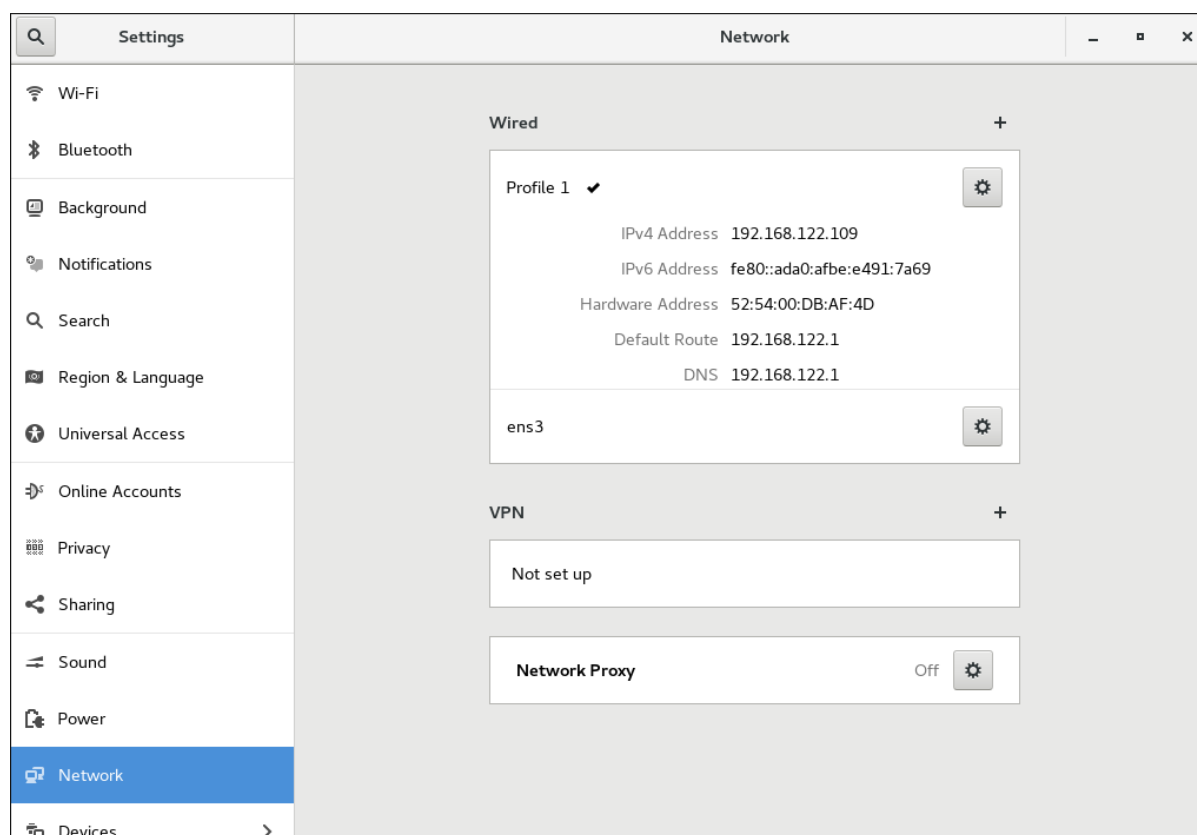 Settings
Network
Wi-Fi
Bluetooth
Background
Notifications
Search
Region & Language
Universal Access
Online Accounts
Privacy
Sharing
Sound
Power
Network
Devices
Wired
Profile 1
IPv4 Address 192.168.122.109
IPv6 Address fe80::ada0:afbe:e491:7a69
Hardware Address 52:54:00:DB:AF:4D
Default Route 192.168.122.1
DNS 192.168.122.1
ens3
VPN
Not set up
Network Proxy Off